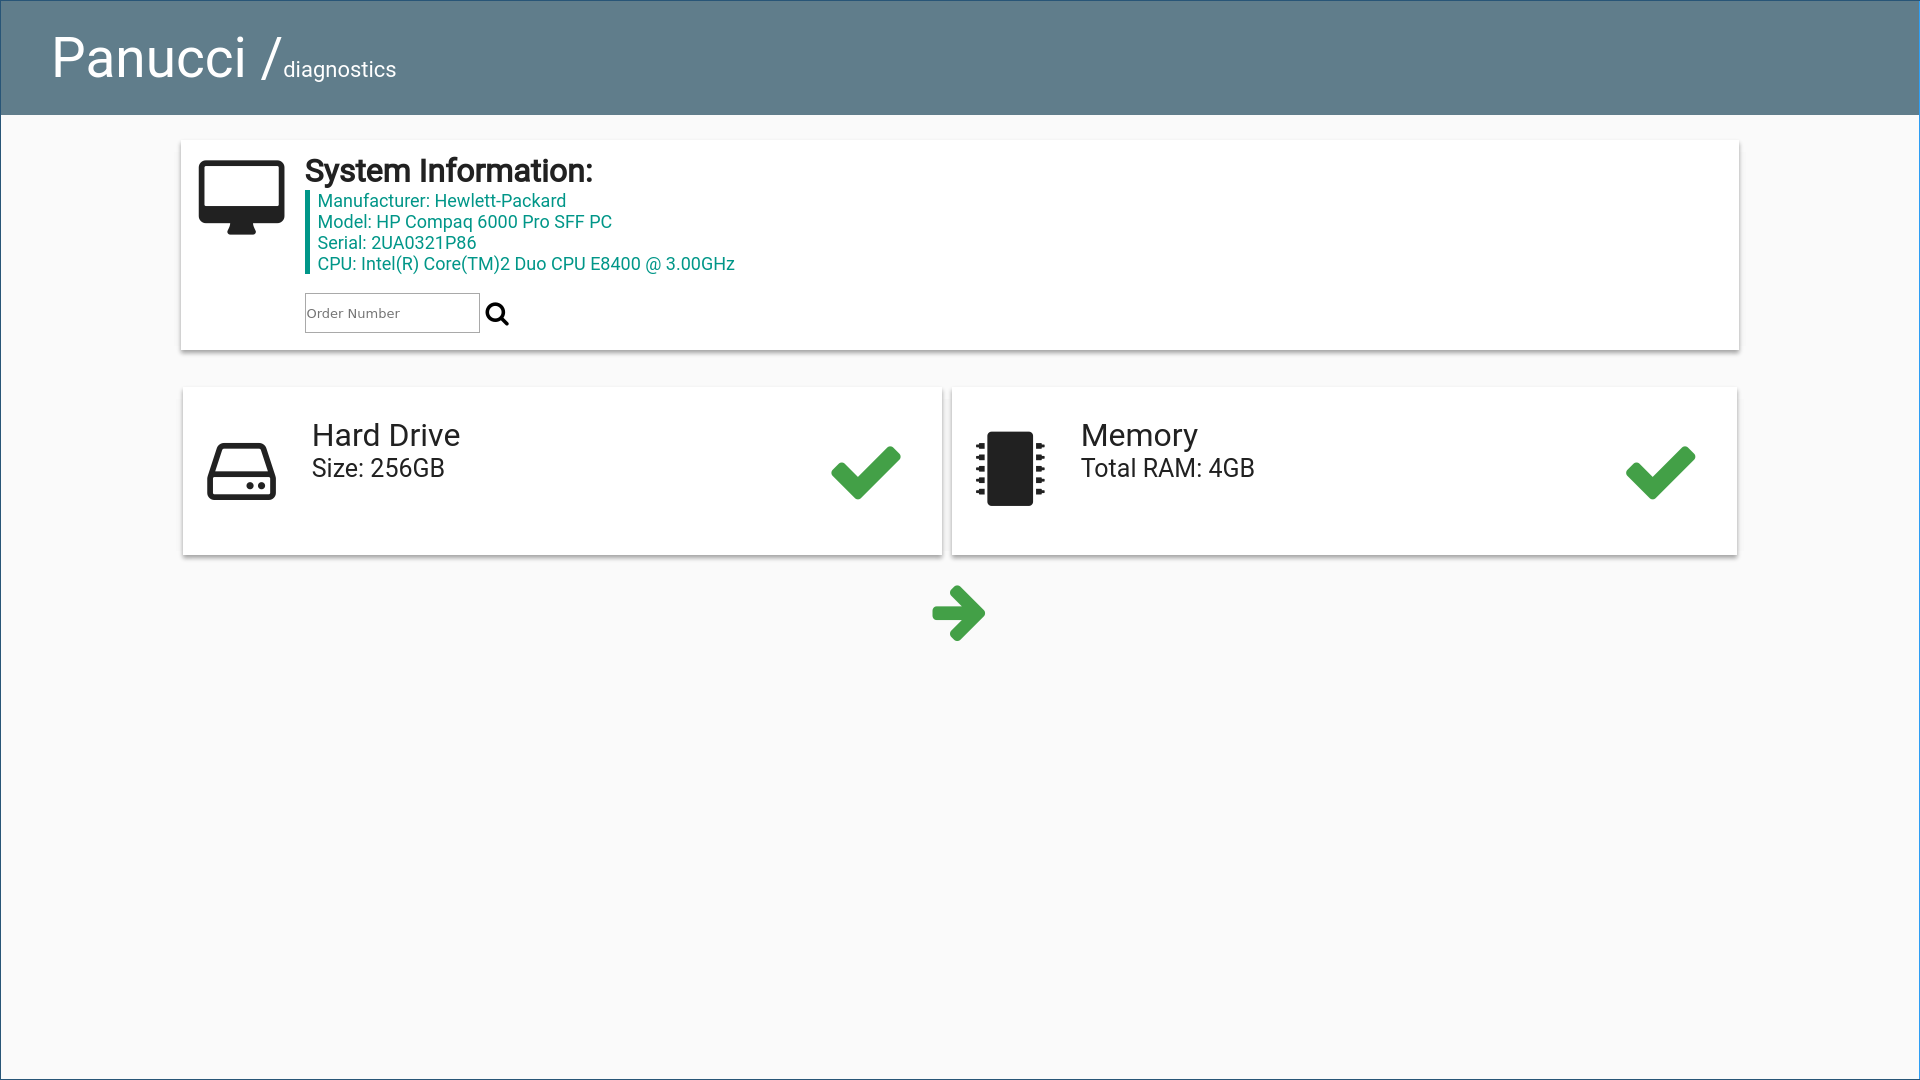 Panucci /diagnostics
System Information:
Manufacturer: Hewlett-Packard
Model: HP Compaq 6000 Pro SFF PC
Serial: 2UA0321P86
CPU: Intel(R) Core(TM)2 Duo CPU E8400 @ 3.00GHz
Order Number
Hard Drive
Size: 256GB
Memory
Total RAM: 4GB